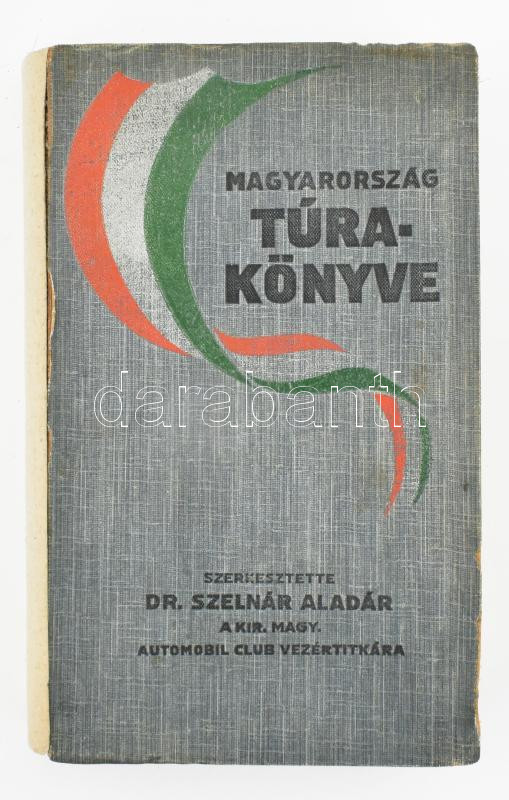 MAGYARORSZÁG
TÚRA-
KÖNYVE
darabanth
SZERKESZTETTE
DR. SZELNÁR ALADÁR
A KIR. MAGY.
AUTOMOBIL CLUB VEZÉRTITKÁRA